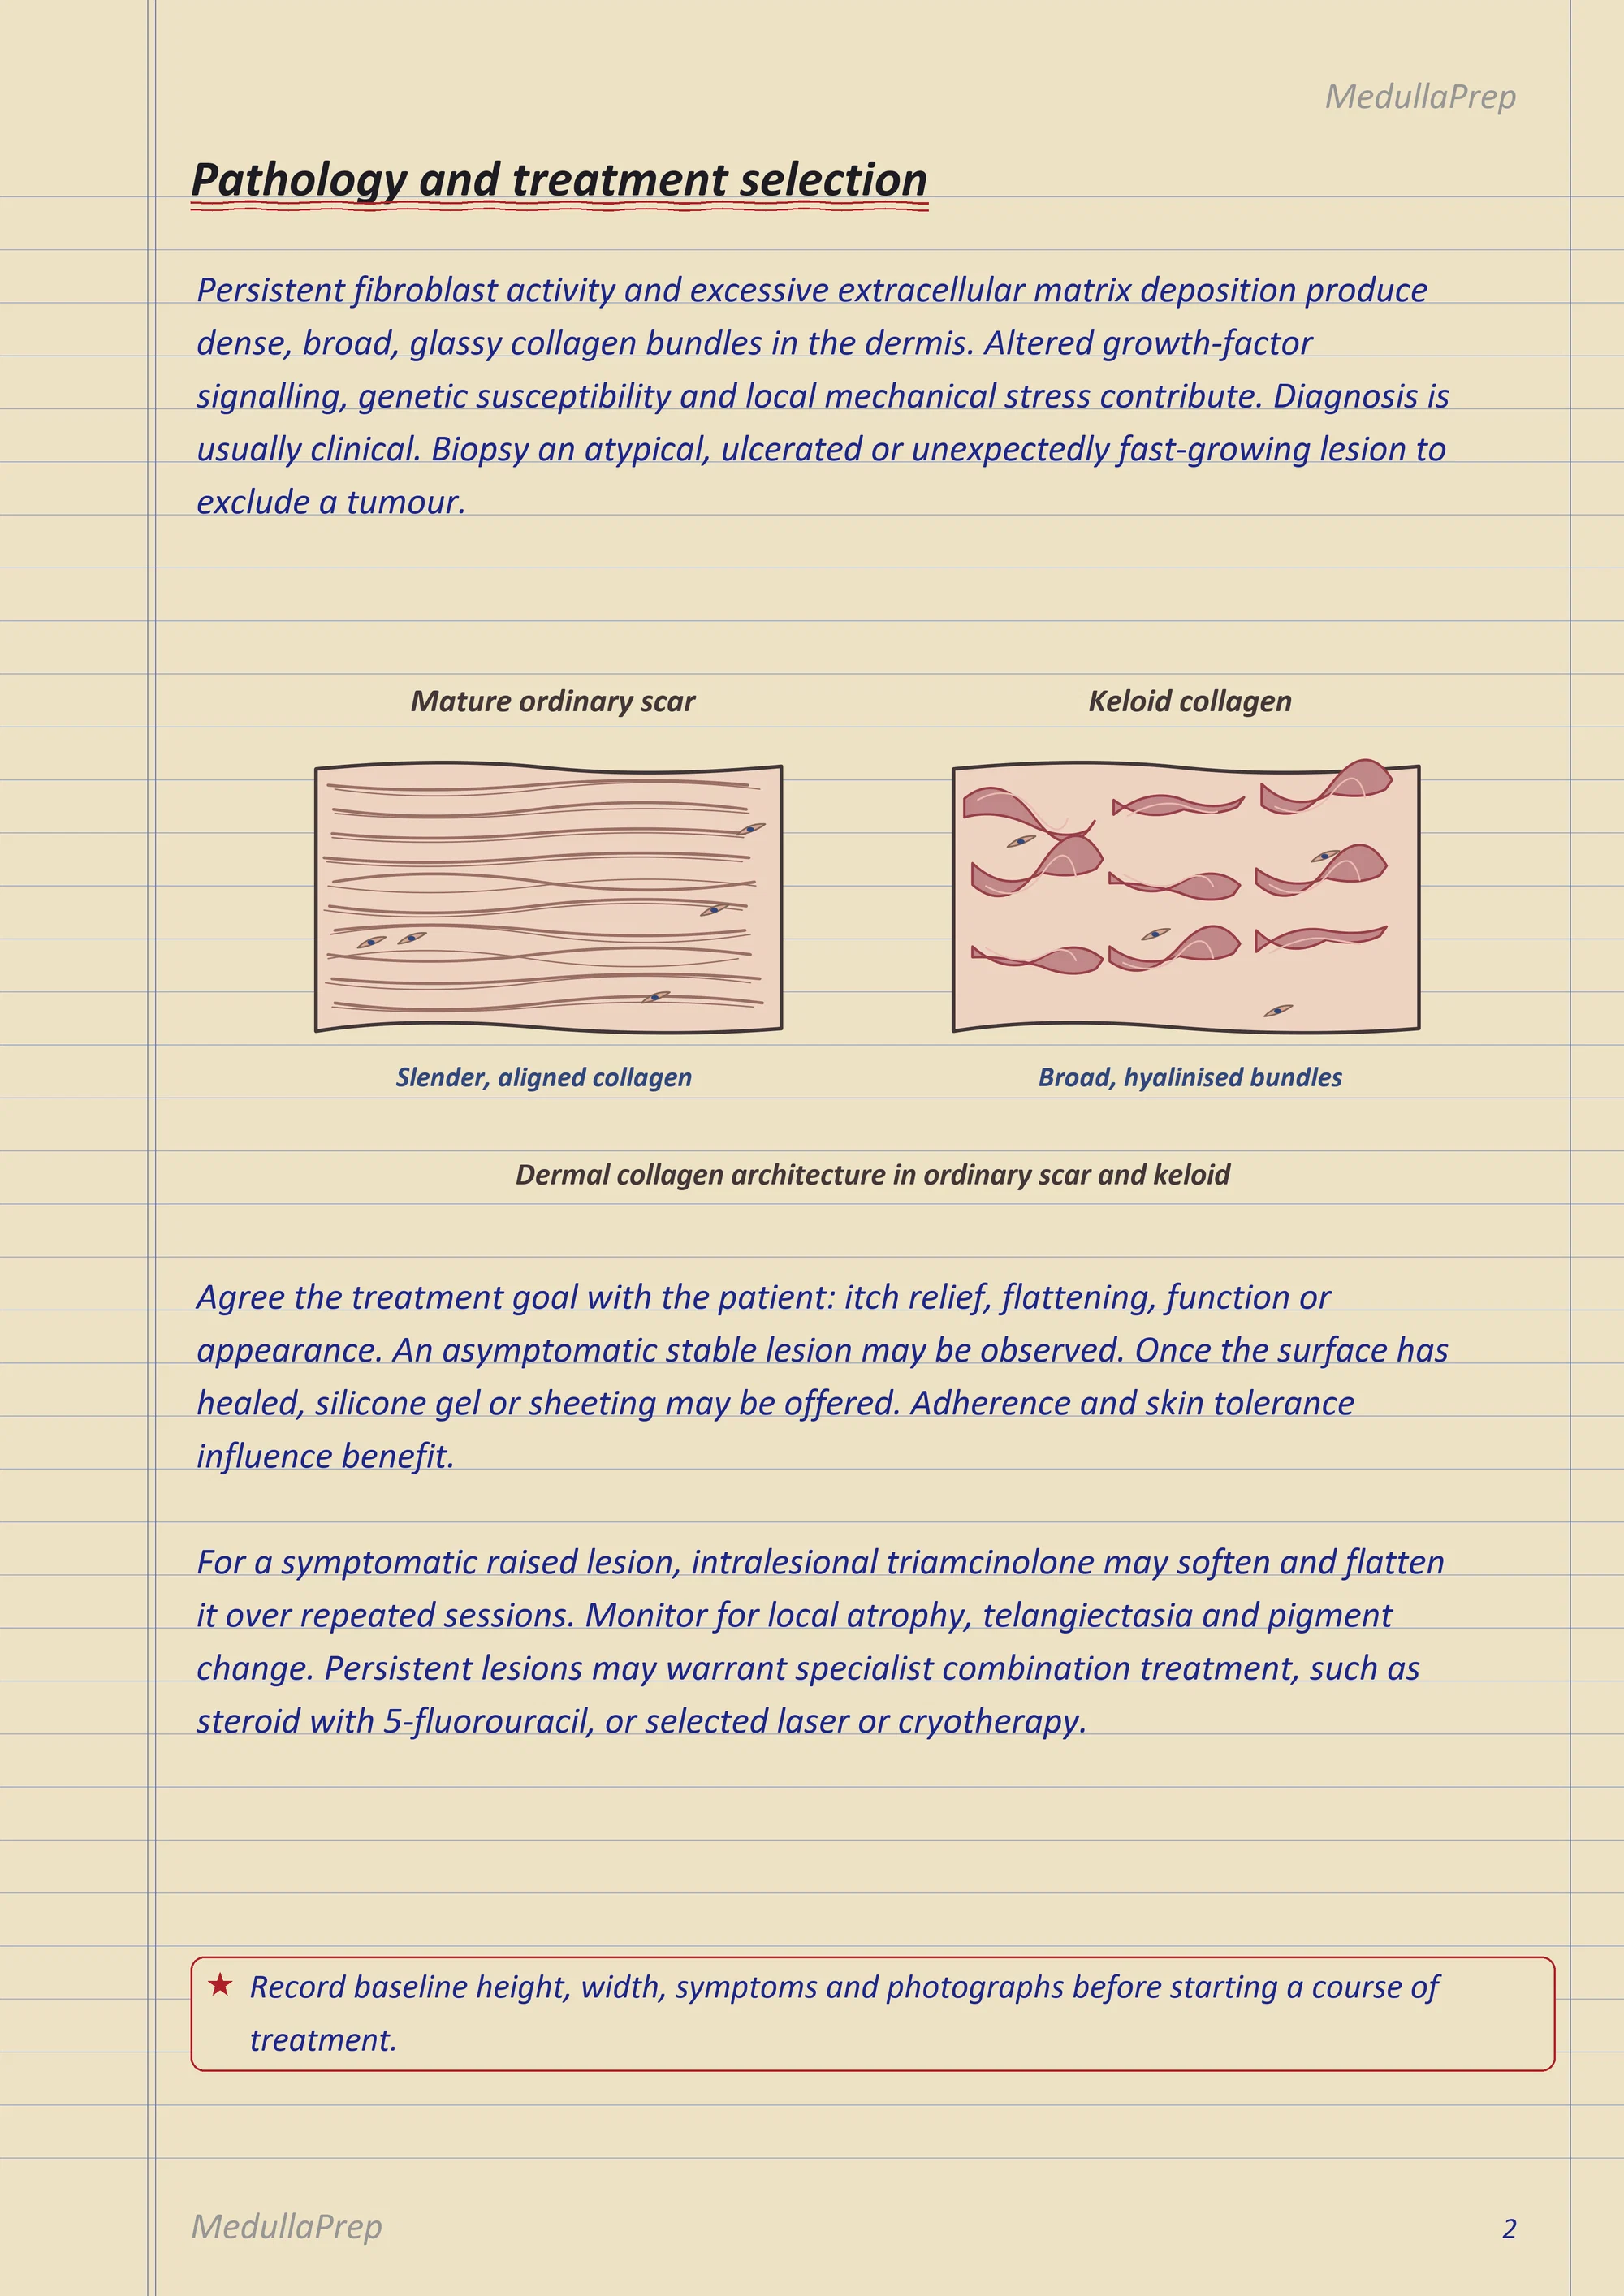 MedullaPrep
Pathology and treatment selection
Persistent fibroblast activity and excessive extracellular matrix deposition produce
dense, broad, glassy collagen bundles in the dermis. Altered growth-factor
signalling, genetic susceptibility and local mechanical stress contribute. Diagnosis is
usually clinical. Biopsy an atypical, ulcerated or unexpectedly fast-growing lesion to
exclude a tumour.
Mature ordinary scar
Keloid collagen
Slender, aligned collagen
Broad, hyalinised bundles
Dermal collagen architecture in ordinary scar and keloid
Agree the treatment goal with the patient: itch relief, flattening, function or
appearance. An asymptomatic stable lesion may be observed. Once the surface has
healed, silicone gel or sheeting may be offered. Adherence and skin tolerance
influence benefit.
For a symptomatic raised lesion, intralesional triamcinolone may soften and flatten
it over repeated sessions. Monitor for local atrophy, telangiectasia and pigment
change. Persistent lesions may warrant specialist combination treatment, such as
steroid with 5-fluorouracil, or selected laser or cryotherapy.
★ Record baseline height, width, symptoms and photographs before starting a course of
treatment.
MedullaPrep
2